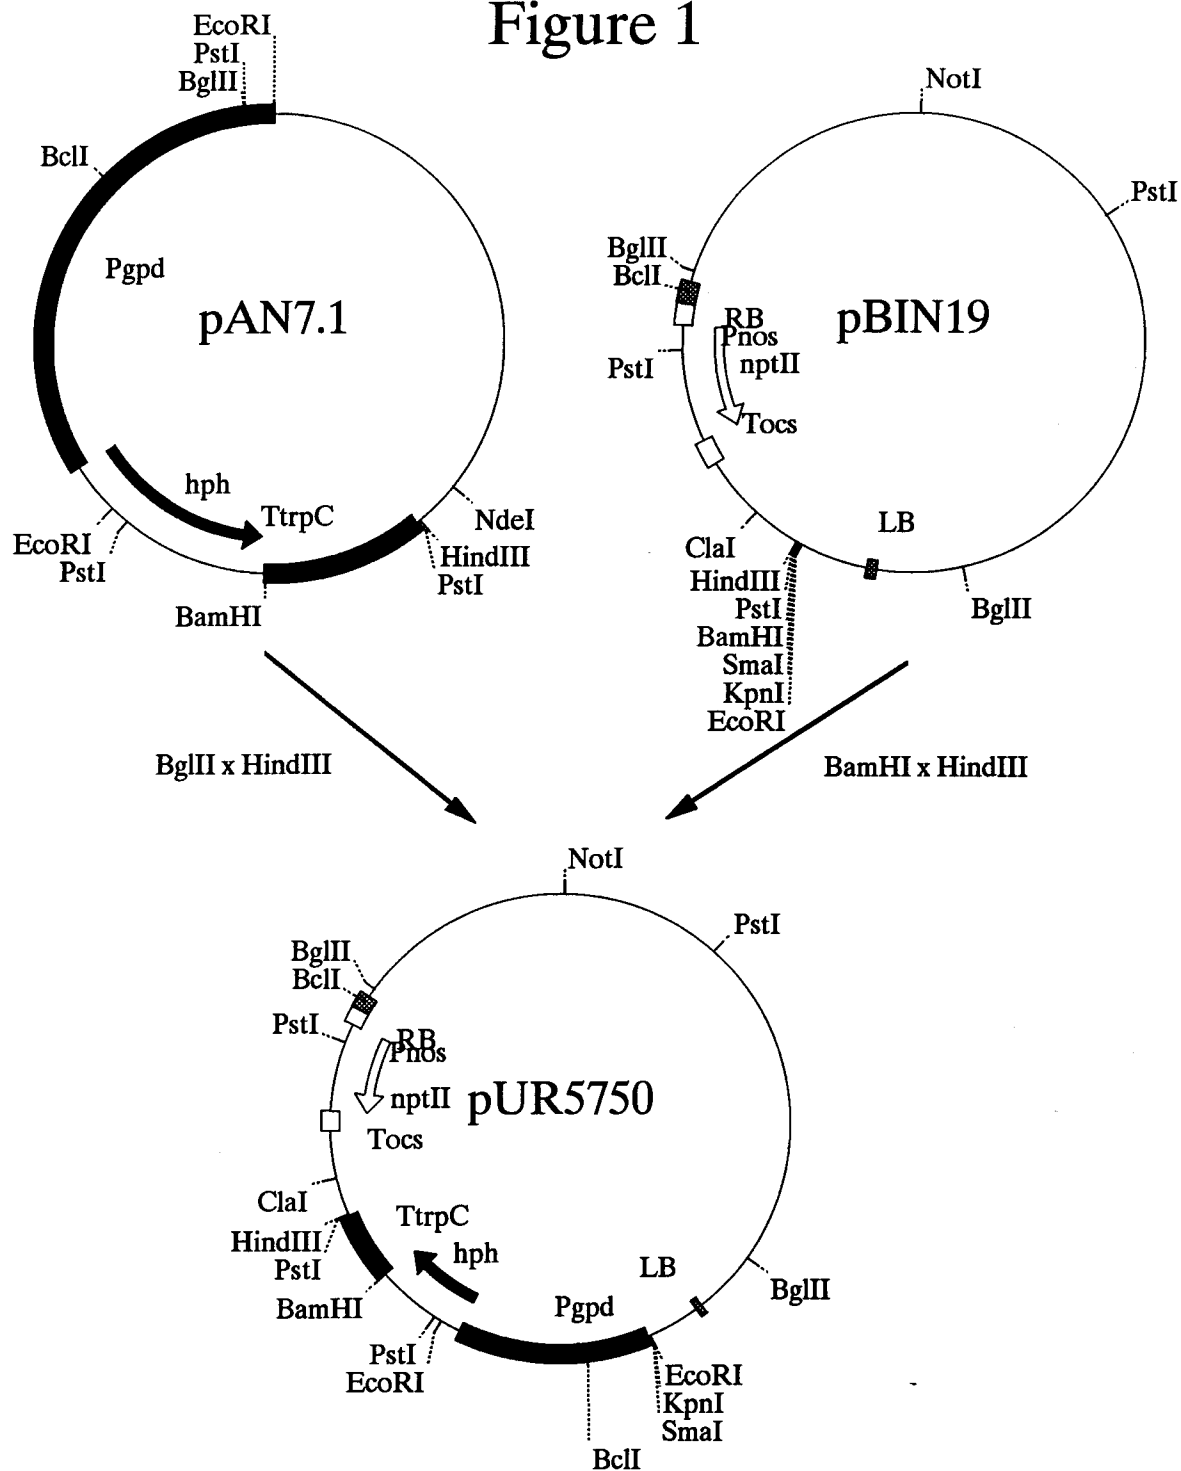 Figure 1
EcoRI
PstI
BglII
BclI
Pgpd
pAN7.1
hph
TtrpC
NdeI
HindIII
PstI
EcoRI
PstI
BamHI
NotI
PstI
BglII
BclI
RB
Pnos
pBIN19
PstI
nptII
Tocs
LB
ClaI
HindIII
PstI
BamHI
SmaI
KpnI
EcoRI
BglII
BglII x HindIII
BamHI x HindIII
NotI
PstI
BglII
BclI
PstI
RB
Pnos
nptII
pUR5750
Tocs
ClaI
TtrpC
HindIII
hph
PstI
LB
BglII
BamHI
Pgpd
PstI
EcoRI
EcoRI
KpnI
SmaI
BclI